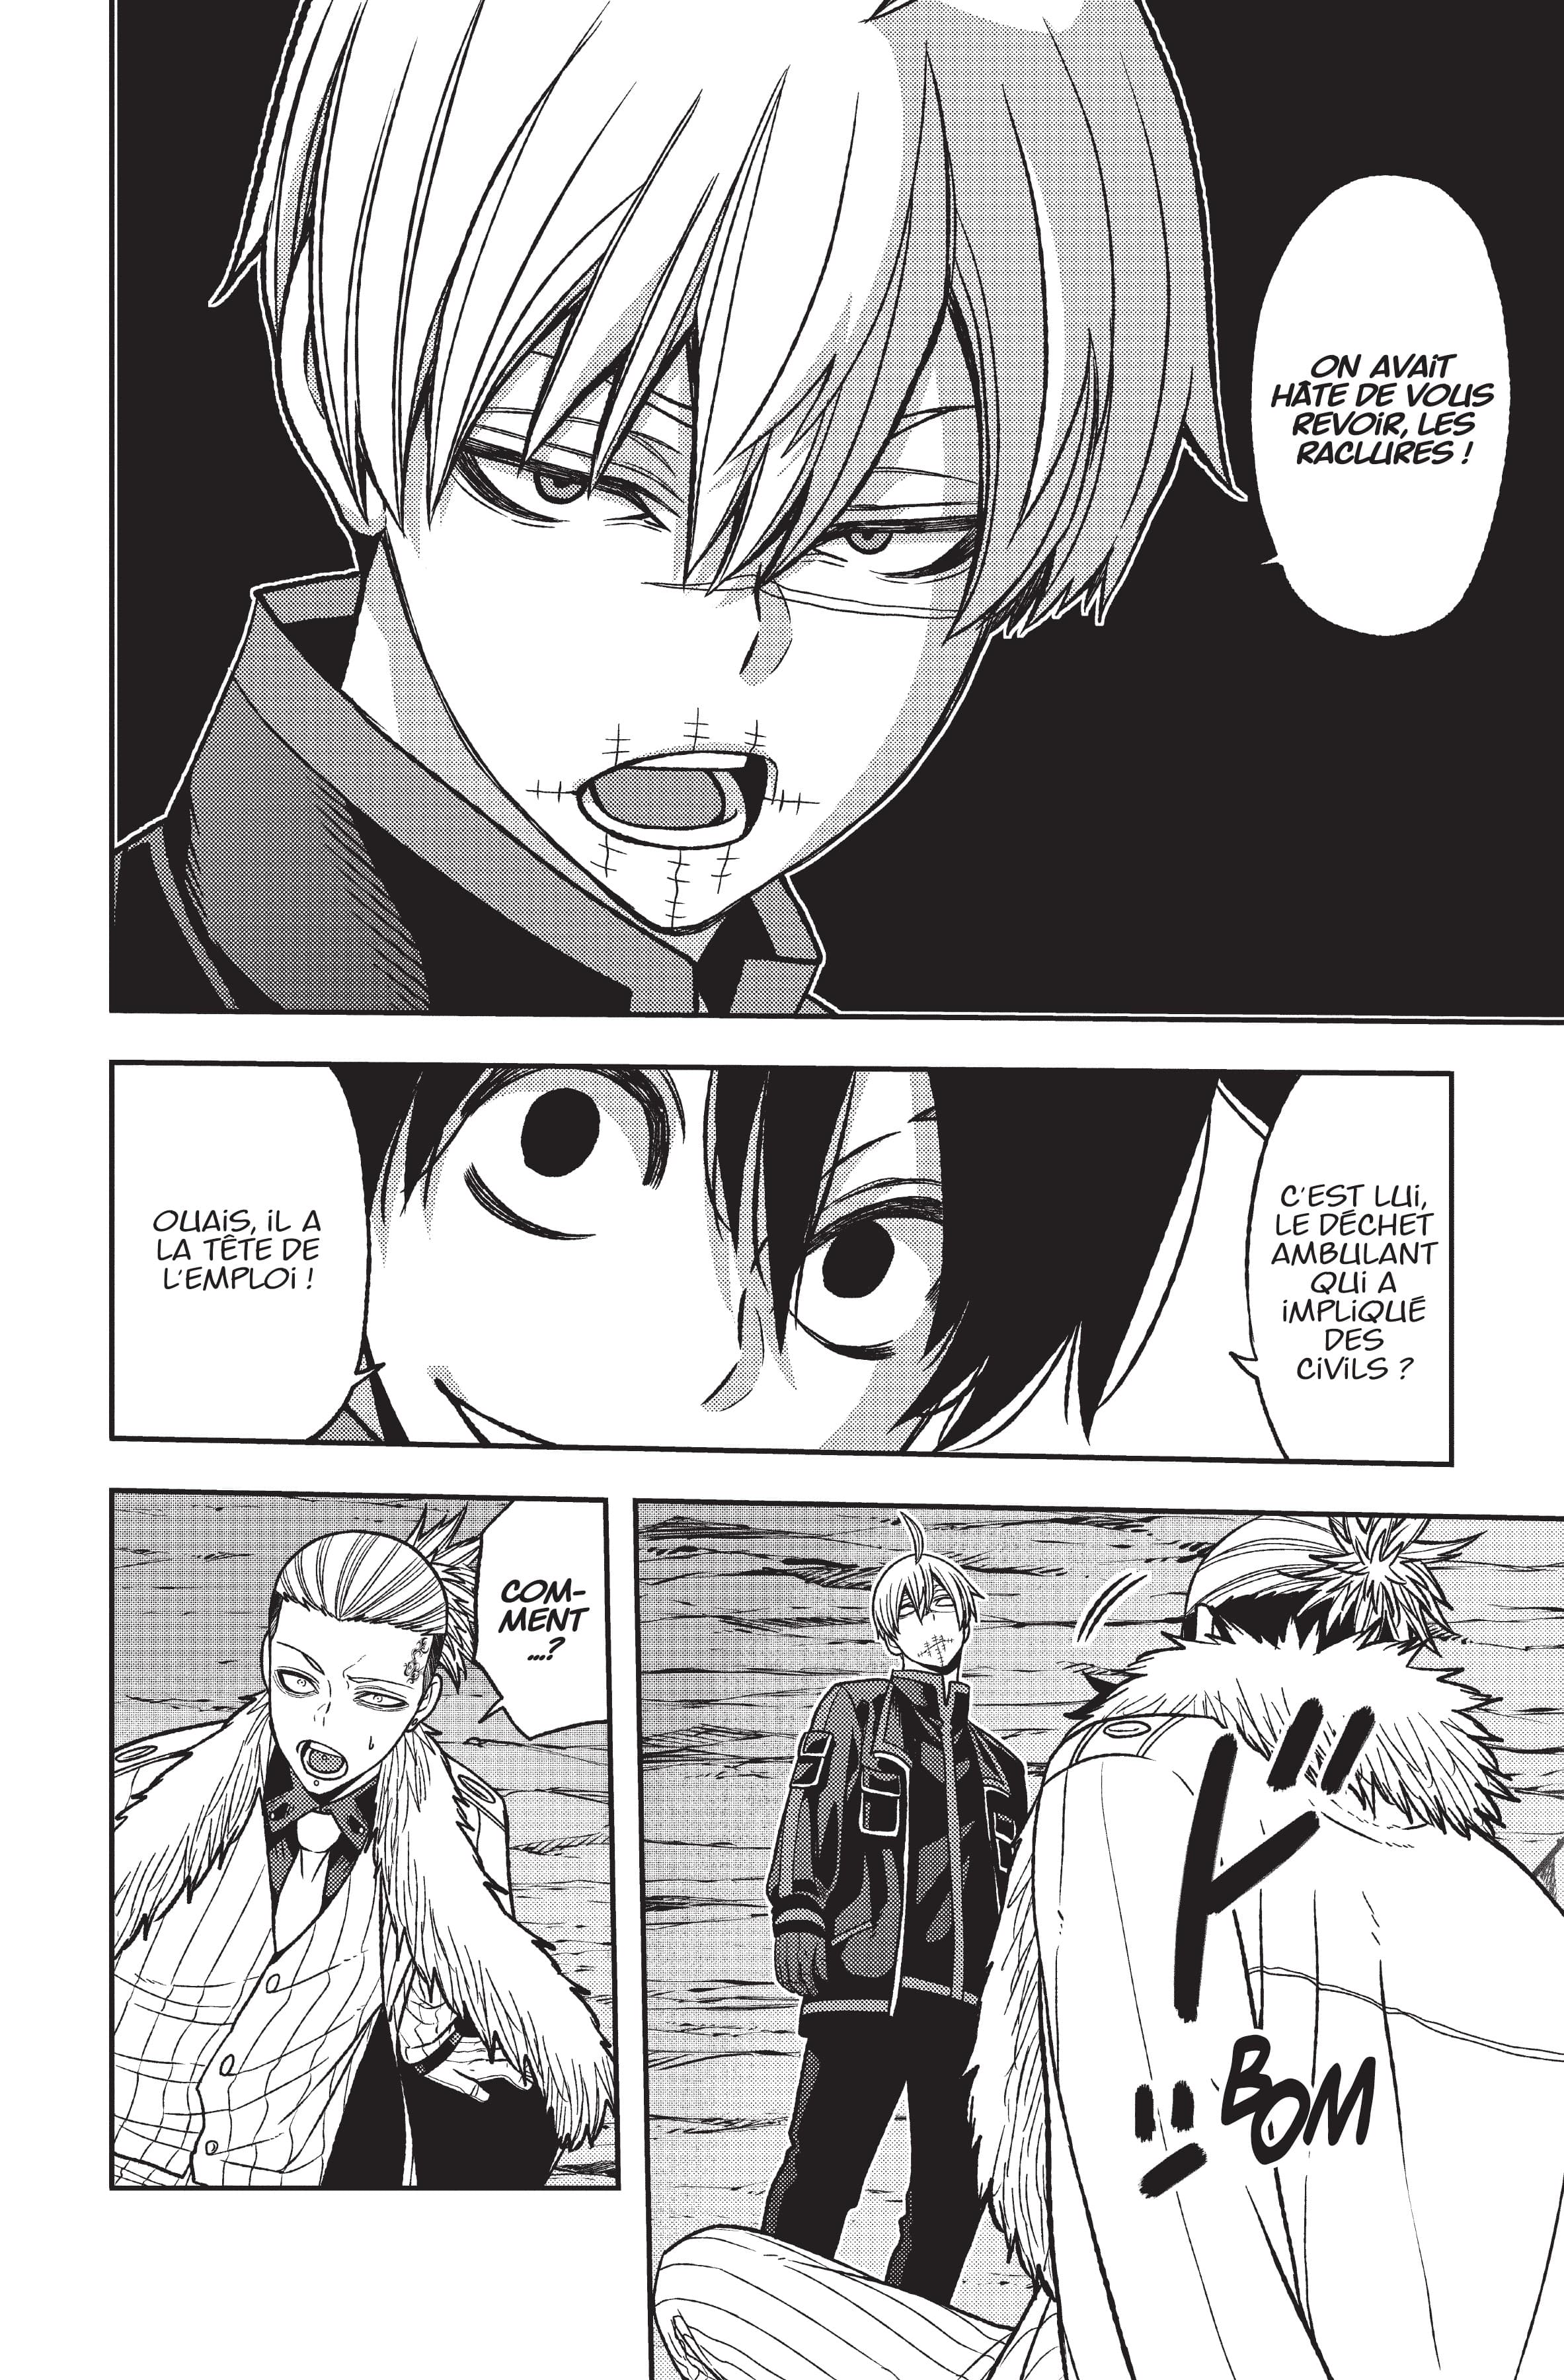 ON AVAIT
HÂTE DE VOUS
REVOIR, LES
RACLURES !
C'EST LUI,
LE DÉCHET
AMBULANT
QUI A
IMPLIQUÉ
DES
CIVILS ?
OUAIS, IL A
LA TÊTE DE
L'EMPLOI !
ドン
BOM
COM-
MENT
...?